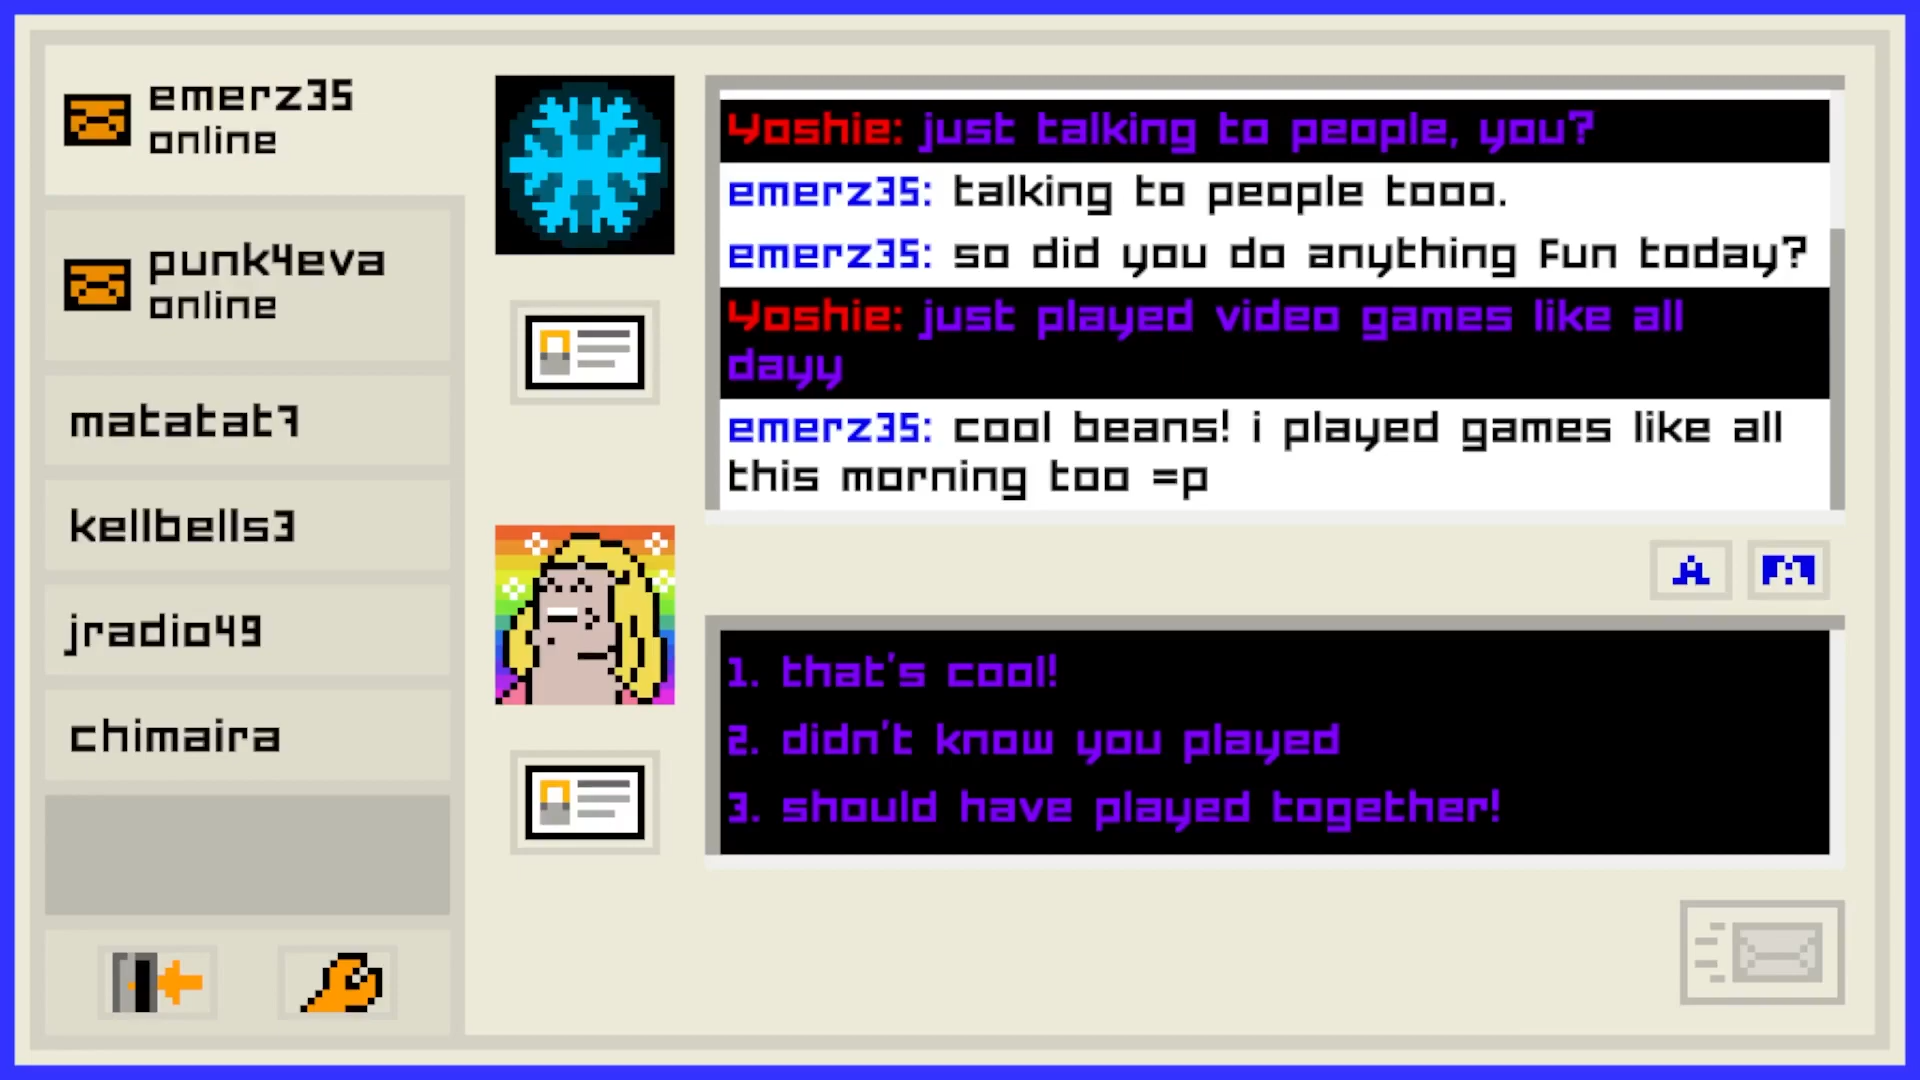 emerz35
online
punk4eva
online
matatat7
kellbells3
jradio49
chimaira
Yoshie: just talking to people, you?
emerz35: talking to people tooo.
emerz35: so did you do anything fun today?
Yoshie: just played video games like all
dayy
emerz35: cool beans! i played games like all
this morning too =p
A
1. that's cool!
2. didn't know you played
3. should have played together!